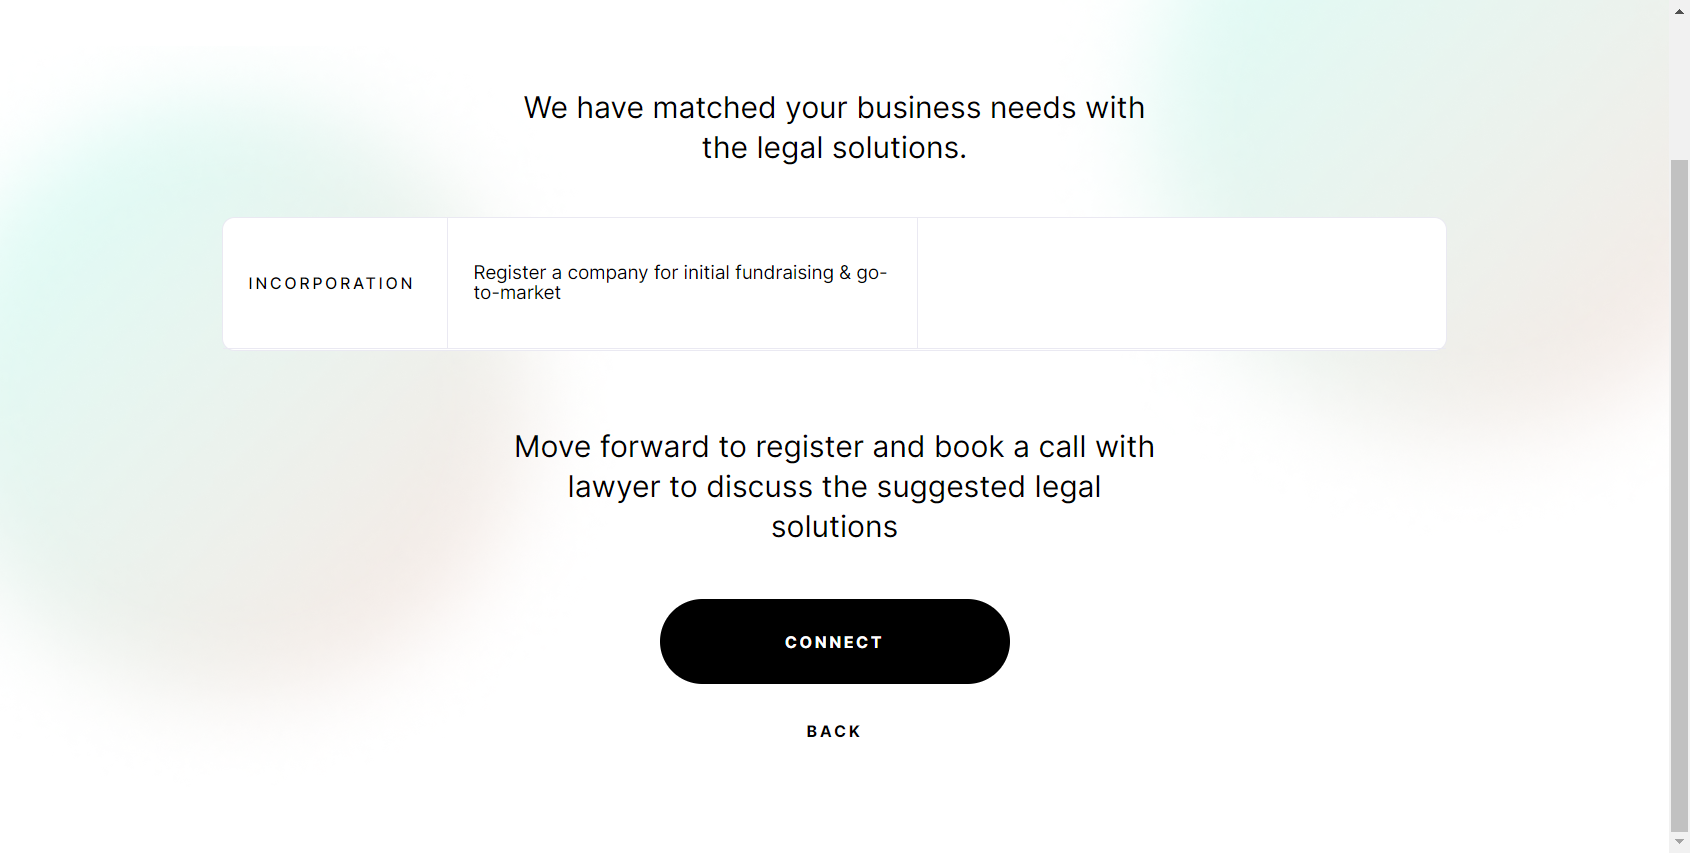 We have matched your business needs with
the legal solutions.
INCORPORATION
Register a company for initial fundraising & go-
to-market
Move forward to register and book a call with
lawyer to discuss the suggested legal
solutions
CONNECT
BACK